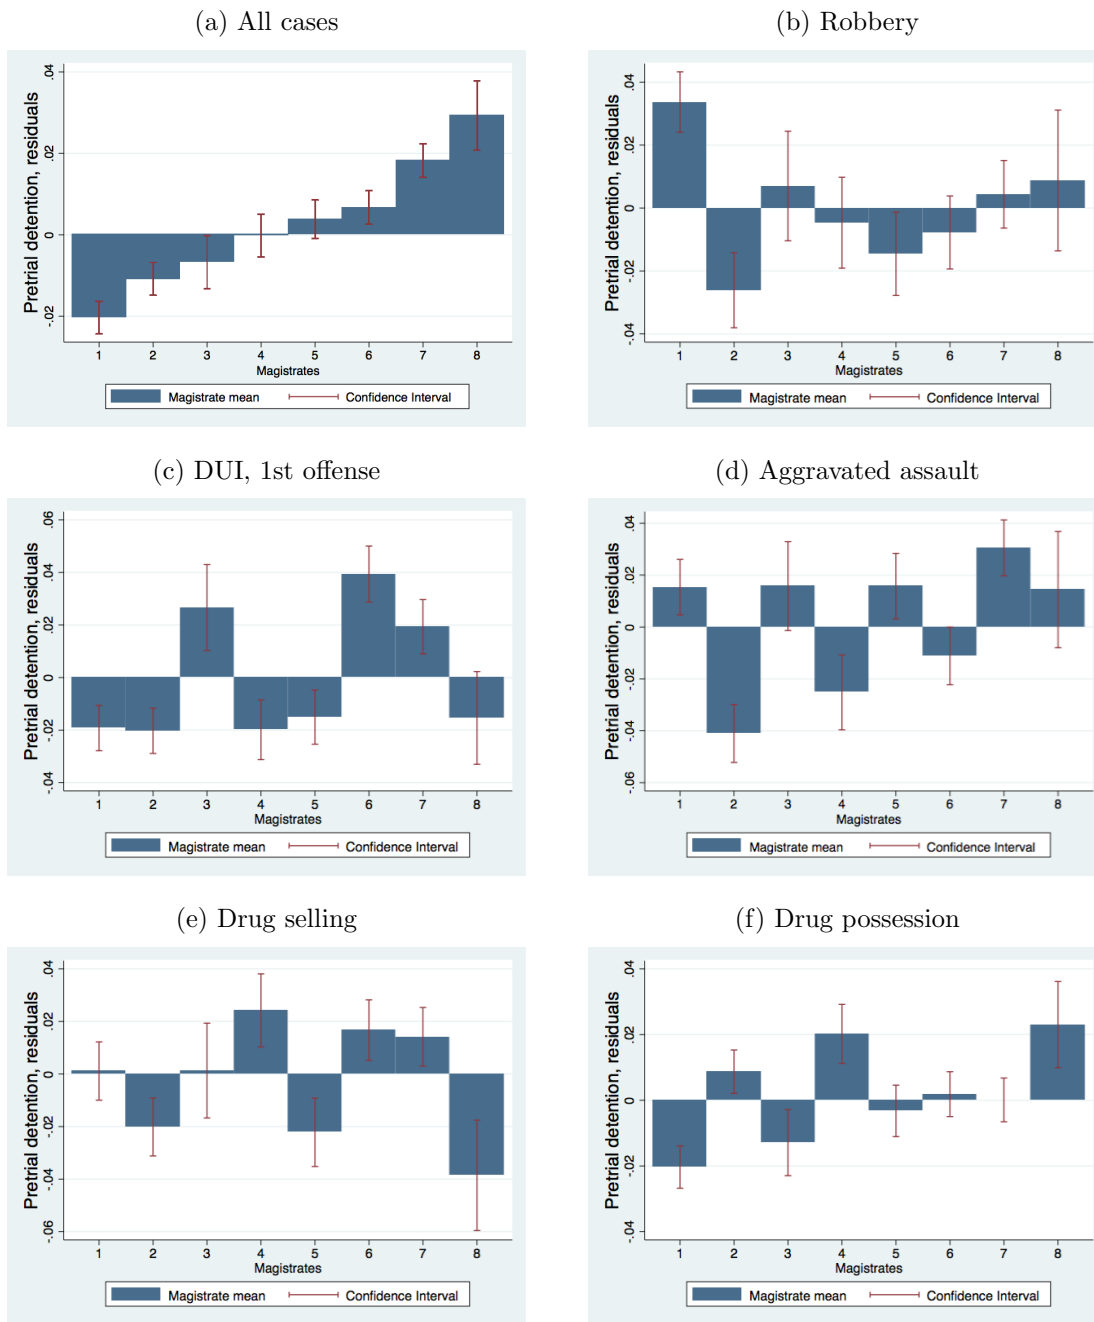 (a) All cases
Pretrial detention, residuals
.04
.02
0
-.02
1 2 3 4 5 6 7 8
Magistrates
Magistrate mean Confidence Interval
(b) Robbery
Pretrial detention, residuals
.04
.02
0
-.02
-.04
1 2 3 4 5 6 7 8
Magistrates
Magistrate mean Confidence Interval
(c) DUI, 1st offense
Pretrial detention, residuals
.06
.04
.02
0
-.02
-.04
1 2 3 4 5 6 7 8
Magistrates
Magistrate mean Confidence Interval
(d) Aggravated assault
Pretrial detention, residuals
.04
.02
0
-.02
-.04
-.06
1 2 3 4 5 6 7 8
Magistrates
Magistrate mean Confidence Interval
(e) Drug selling
Pretrial detention, residuals
.04
.02
0
-.02
-.04
-.06
1 2 3 4 5 6 7 8
Magistrates
Magistrate mean Confidence Interval
(f) Drug possession
Pretrial detention, residuals
.04
.02
0
-.02
-.04
1 2 3 4 5 6 7 8
Magistrates
Magistrate mean Confidence Interval